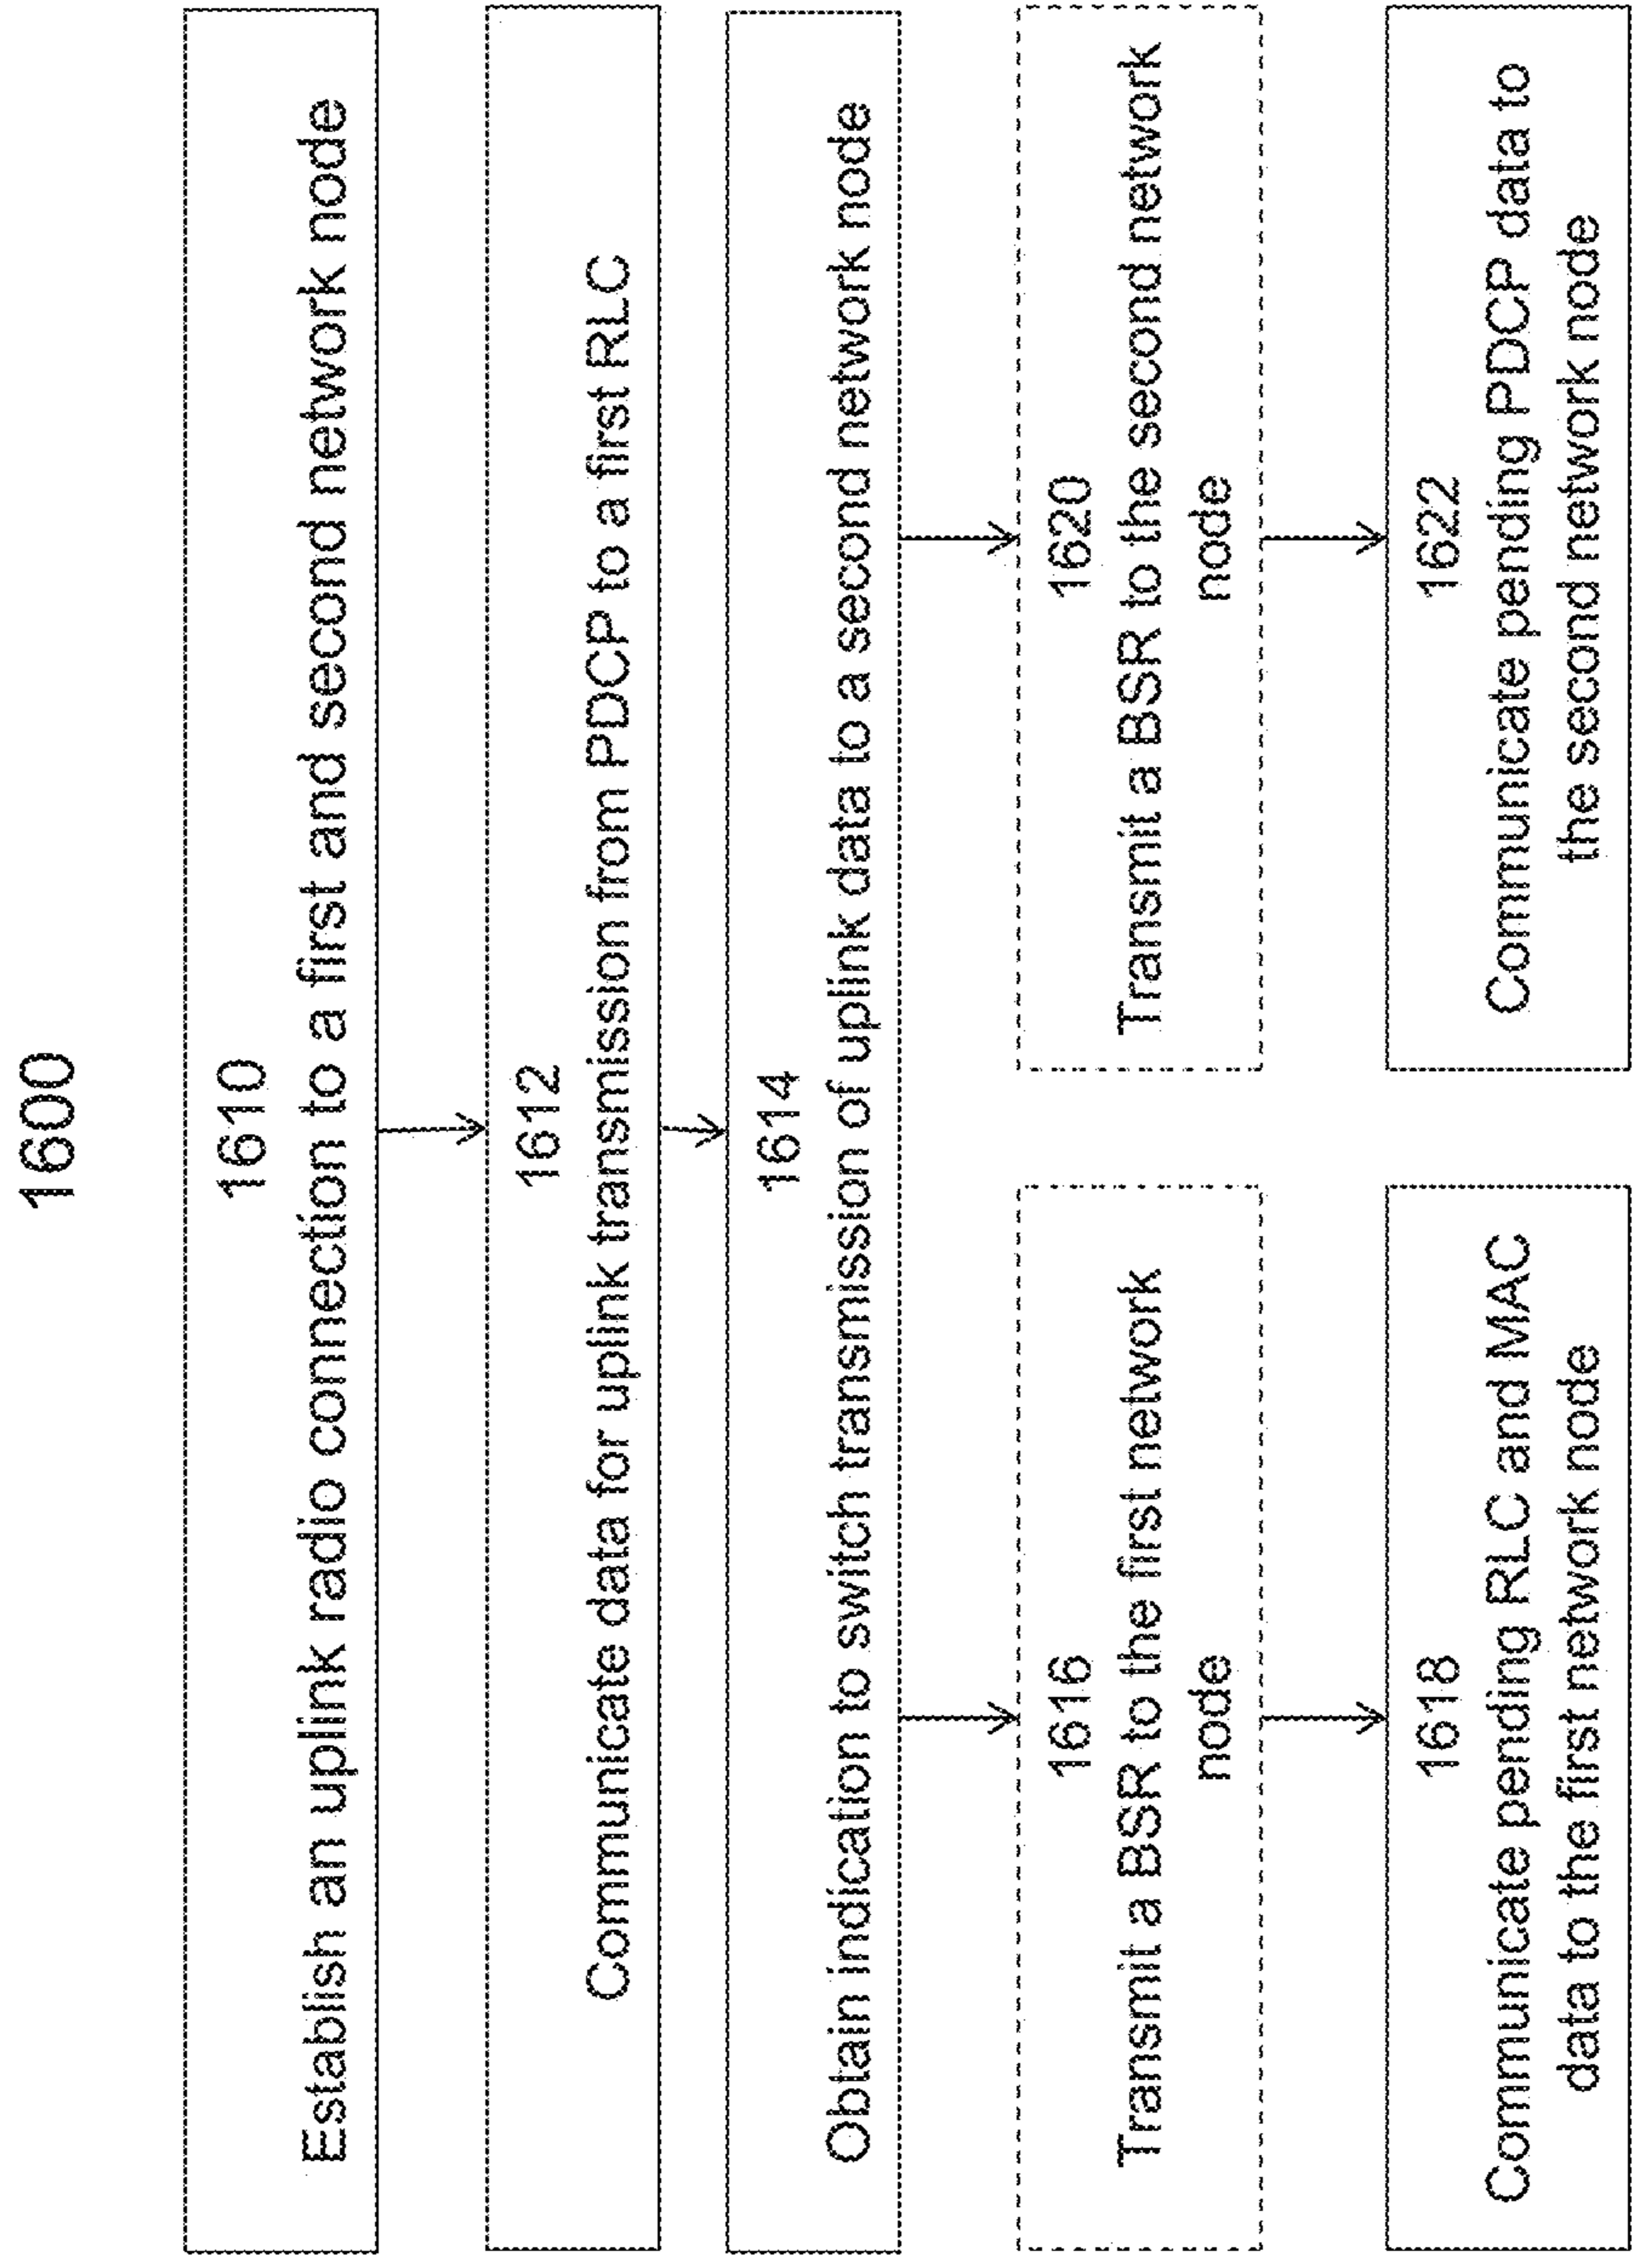 1600
1610
Establish an uplink radio connection to a first and second network node
1612
Communicate data for uplink transmission from PDCP to a first RLC
1614
Obtain indication to switch transmission of uplink data to a second network node
1616
Transmit a BSR to the first network
node
1618
Communicate pending RLC and MAC
data to the first network node
1620
Transmit a BSR to the second network
node
1622
Communicate pending PDCP data to
the second network node